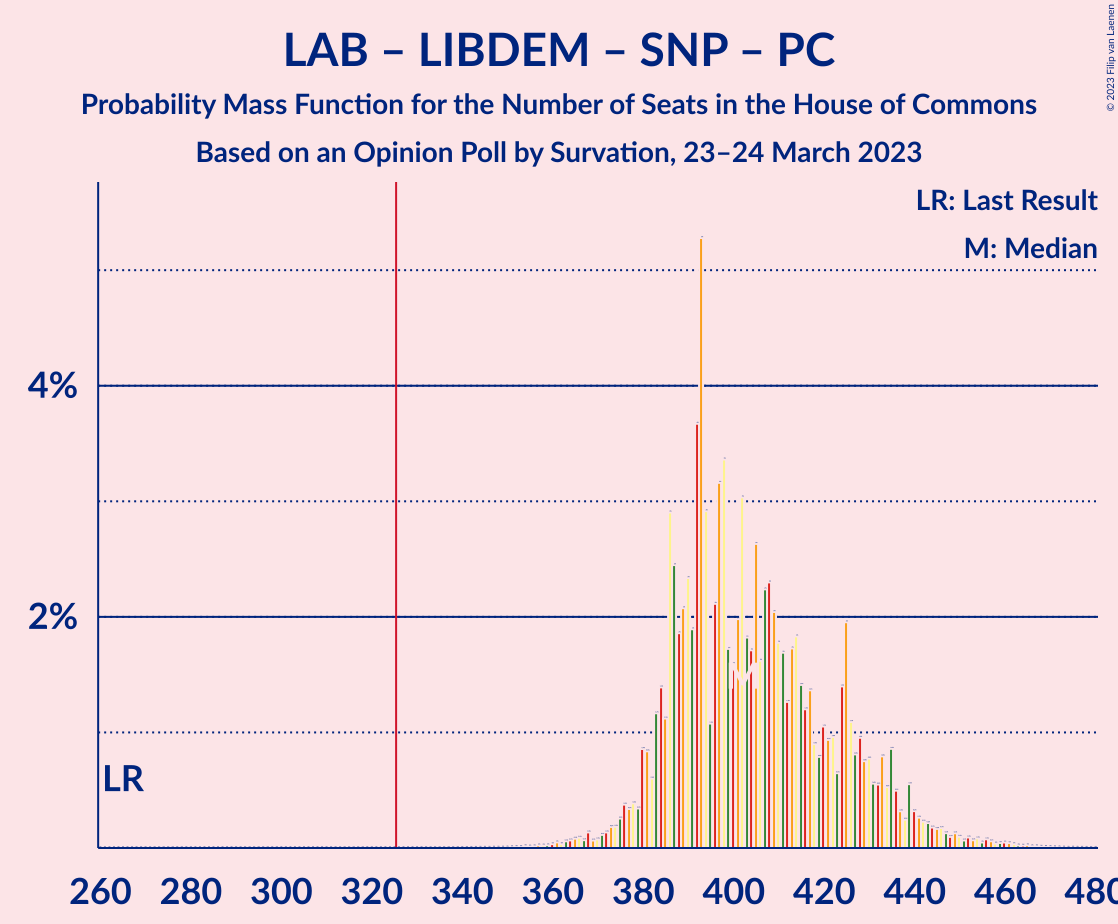 LAB – LIBDEM – SNP – PC
Probability Mass Function for the Number of Seats in the House of Commons
Based on an Opinion Poll by Survation, 23–24 March 2023
© 2023 Filip van Laenen
LR: Last Result
M: Median
4%
2%
LR
M
260 280 300 320 340 360 380 400 420 440 460 480